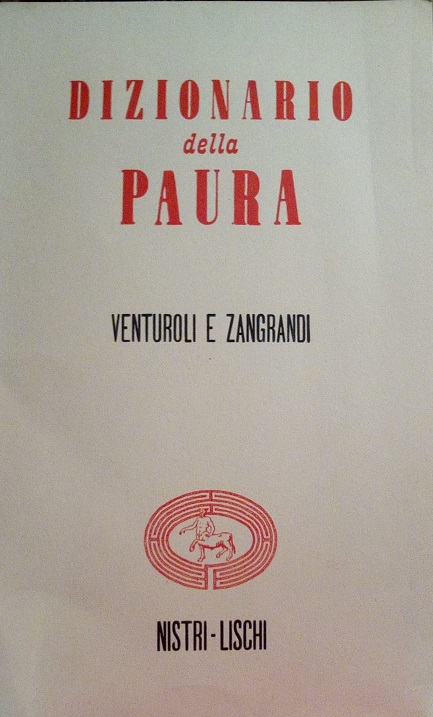 DIZIONARIO
della
PAURA
VENTUROLI E ZANGRANDI
NISTRI-LISCHI